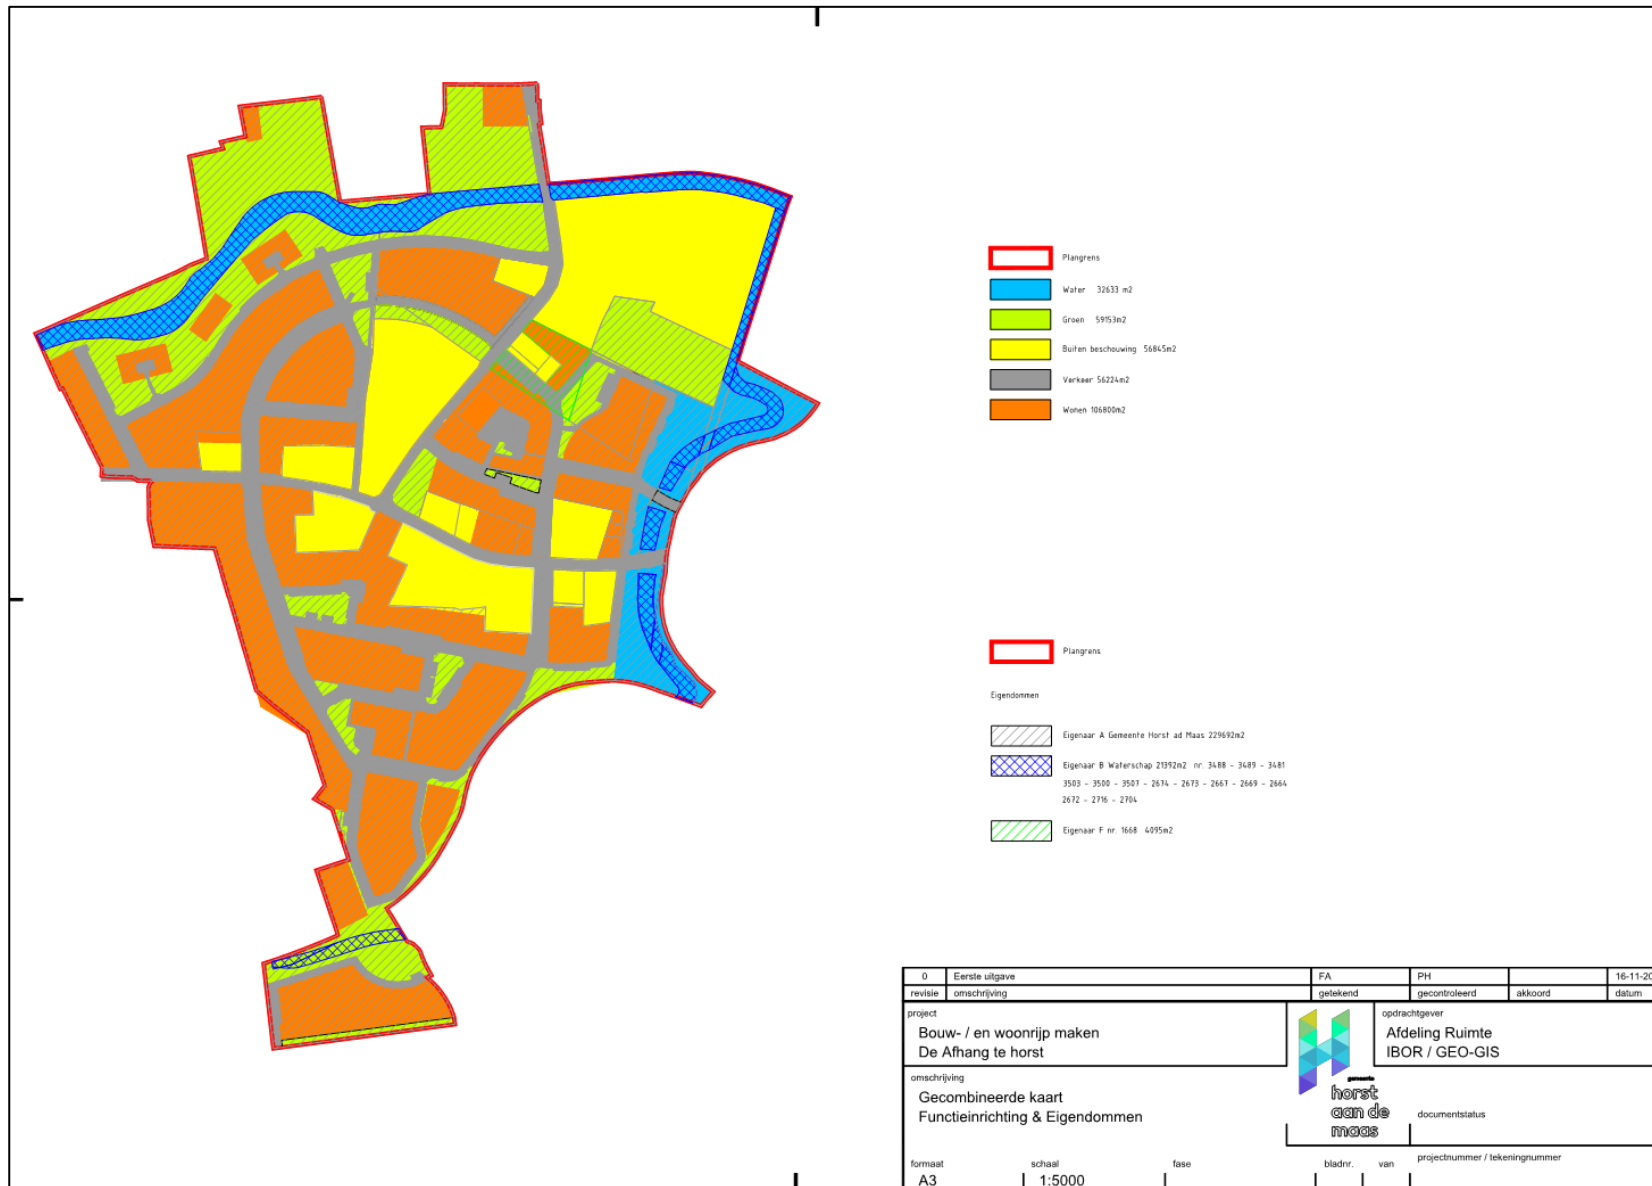 Plangrens
Water 32633 m2
Groen 59153m2
Buiten beschouwing 56845m2
Verkeer 56224m2
Wonen 106800m2
Plangrens
Eigendommen
Eigenaar A Gemeente Horst ad Maas 229692m2
Eigenaar B Waterschap 21392m2 nr. 3488 - 3489 - 3481
3503 - 3500 - 3507 - 2674 - 2673 - 2667 - 2669 - 2664
2672 - 2716 - 2704
Eigenaar F nr. 1668 4095m2
0 Eerste uitgave FA PH 16-11-20
revisie omschrijving getekend gecontroleerd akkoord datum
project
Bouw- / en woonrijp maken
De Afhang te horst
opdrachtgever
Afdeling Ruimte
IBOR / GEO-GIS
omschrijving
Gecombineerde kaart
Functieinrichting & Eigendommen
gemeente
horst
aan de
maas
documentstatus
formaat schaal fase bladnr. van projectnummer / tekeningnummer
A3 1:5000